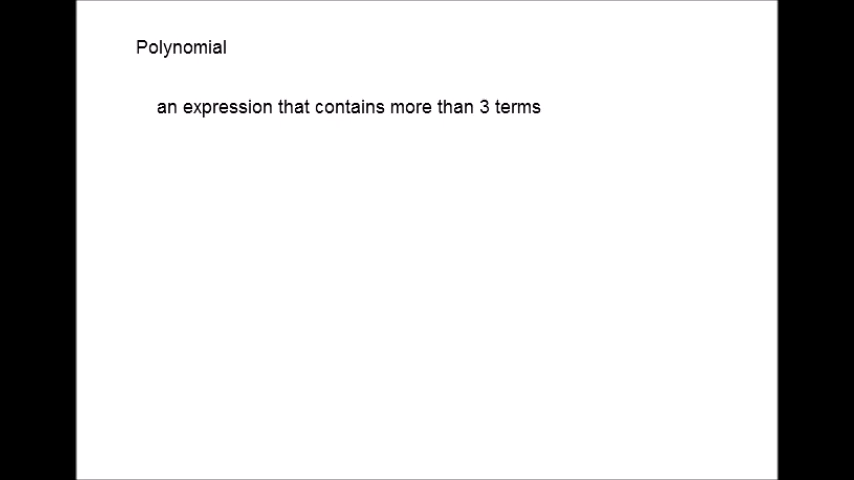 Polynomial
an expression that contains more than 3 terms